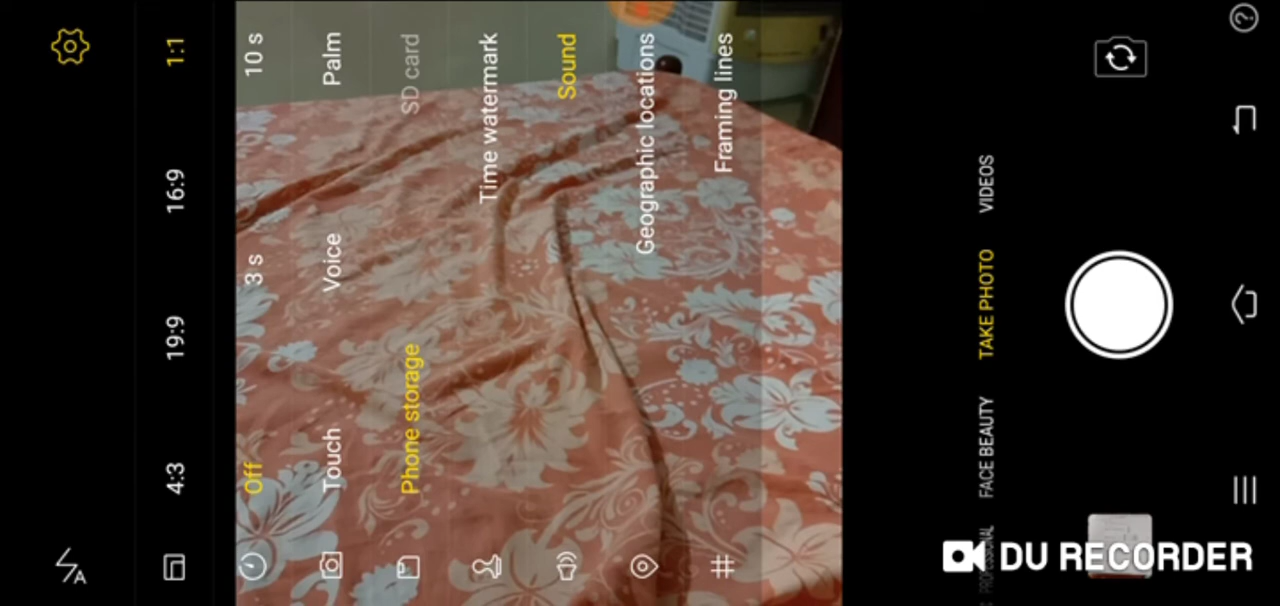 A
4:3 19:9 16:9 1:1
Off 3 s 10 s
Touch Voice Palm
Phone storage SD card
Time watermark
Sound
Geographic locations
Framing lines
PROFESSIONAL FACE BEAUTY TAKE PHOTO VIDEOS
?
DU RECORDER